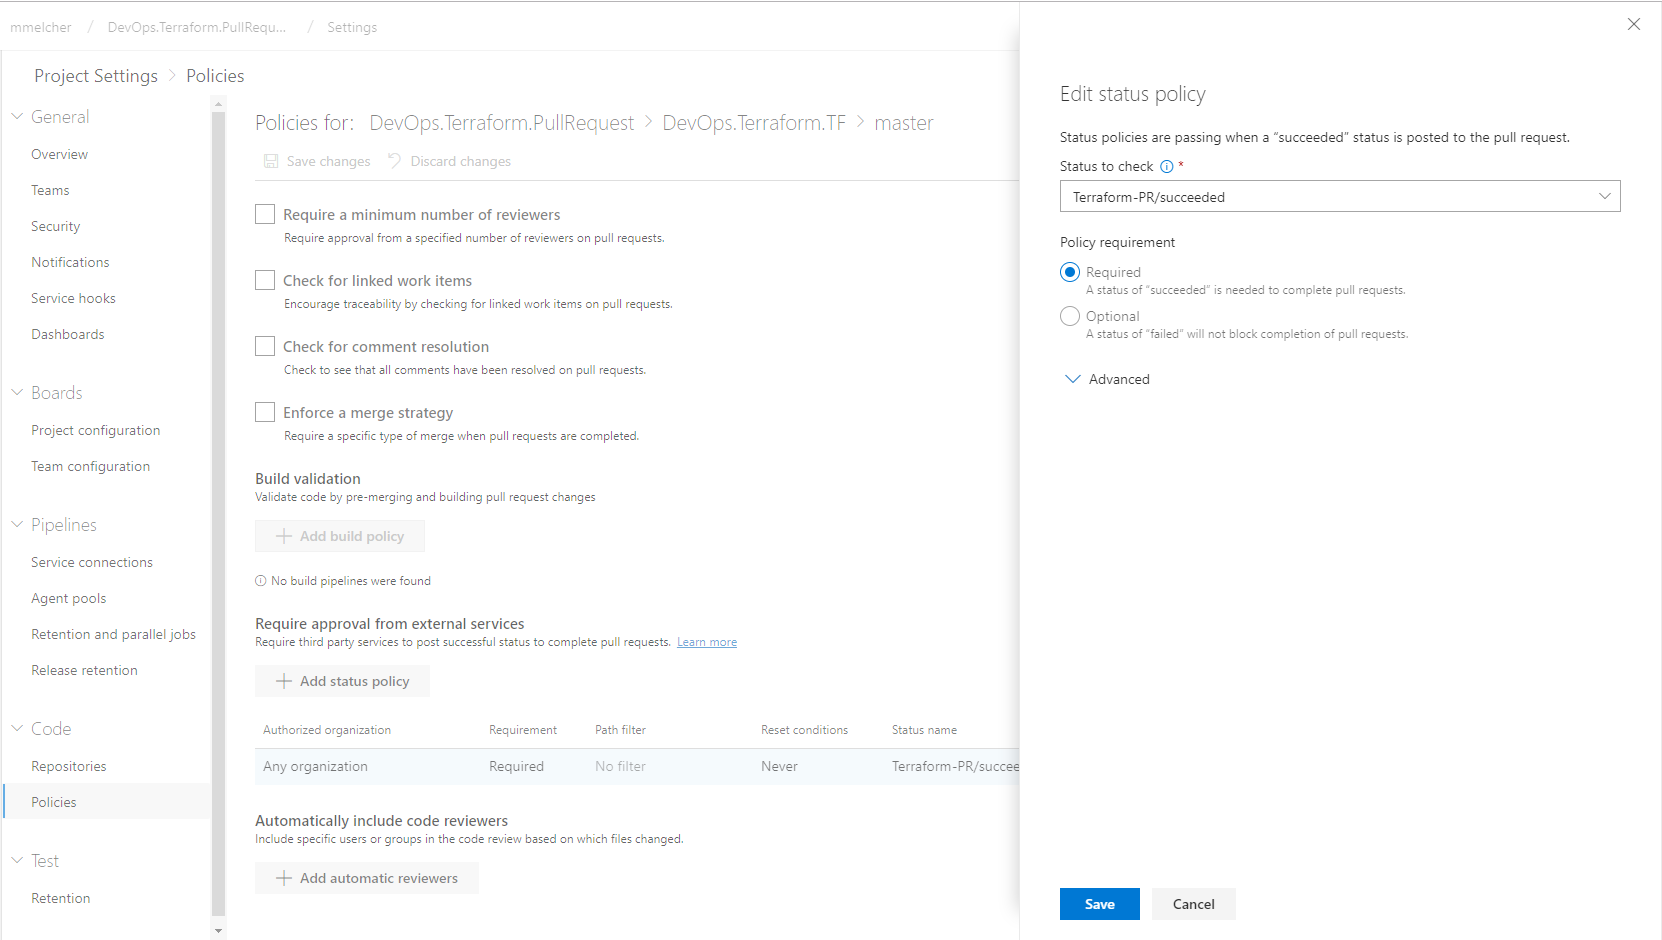 mmelcher / DevOps.Terraform.PullRequ... / Settings
Project Settings > Policies
General
Overview
Teams
Security
Notifications
Service hooks
Dashboards
Boards
Project configuration
Team configuration
Pipelines
Service connections
Agent pools
Retention and parallel jobs
Release retention
Code
Repositories
Policies
Test
Retention
Policies for: DevOps.Terraform.PullRequest > DevOps.Terraform.TF > master
Save changes Discard changes
Require a minimum number of reviewers
Require approval from a specified number of reviewers on pull requests.
Check for linked work items
Encourage traceability by checking for linked work items on pull requests.
Check for comment resolution
Check to see that all comments have been resolved on pull requests.
Enforce a merge strategy
Require a specific type of merge when pull requests are completed.
Build validation
Validate code by pre-merging and building pull request changes
+ Add build policy
No build pipelines were found
Require approval from external services
Require third party services to post successful status to complete pull requests. Learn more
+ Add status policy
Authorized organization Requirement Path filter Reset conditions Status name
Any organization Required No filter Never Terraform-PR/succee
Automatically include code reviewers
Include specific users or groups in the code review based on which files changed.
+ Add automatic reviewers
Edit status policy
Status policies are passing when a “succeeded” status is posted to the pull request.
Status to check *
Terraform-PR/succeeded
Policy requirement
Required
A status of “succeeded” is needed to complete pull requests.
Optional
A status of “failed” will not block completion of pull requests.
Advanced
Save Cancel